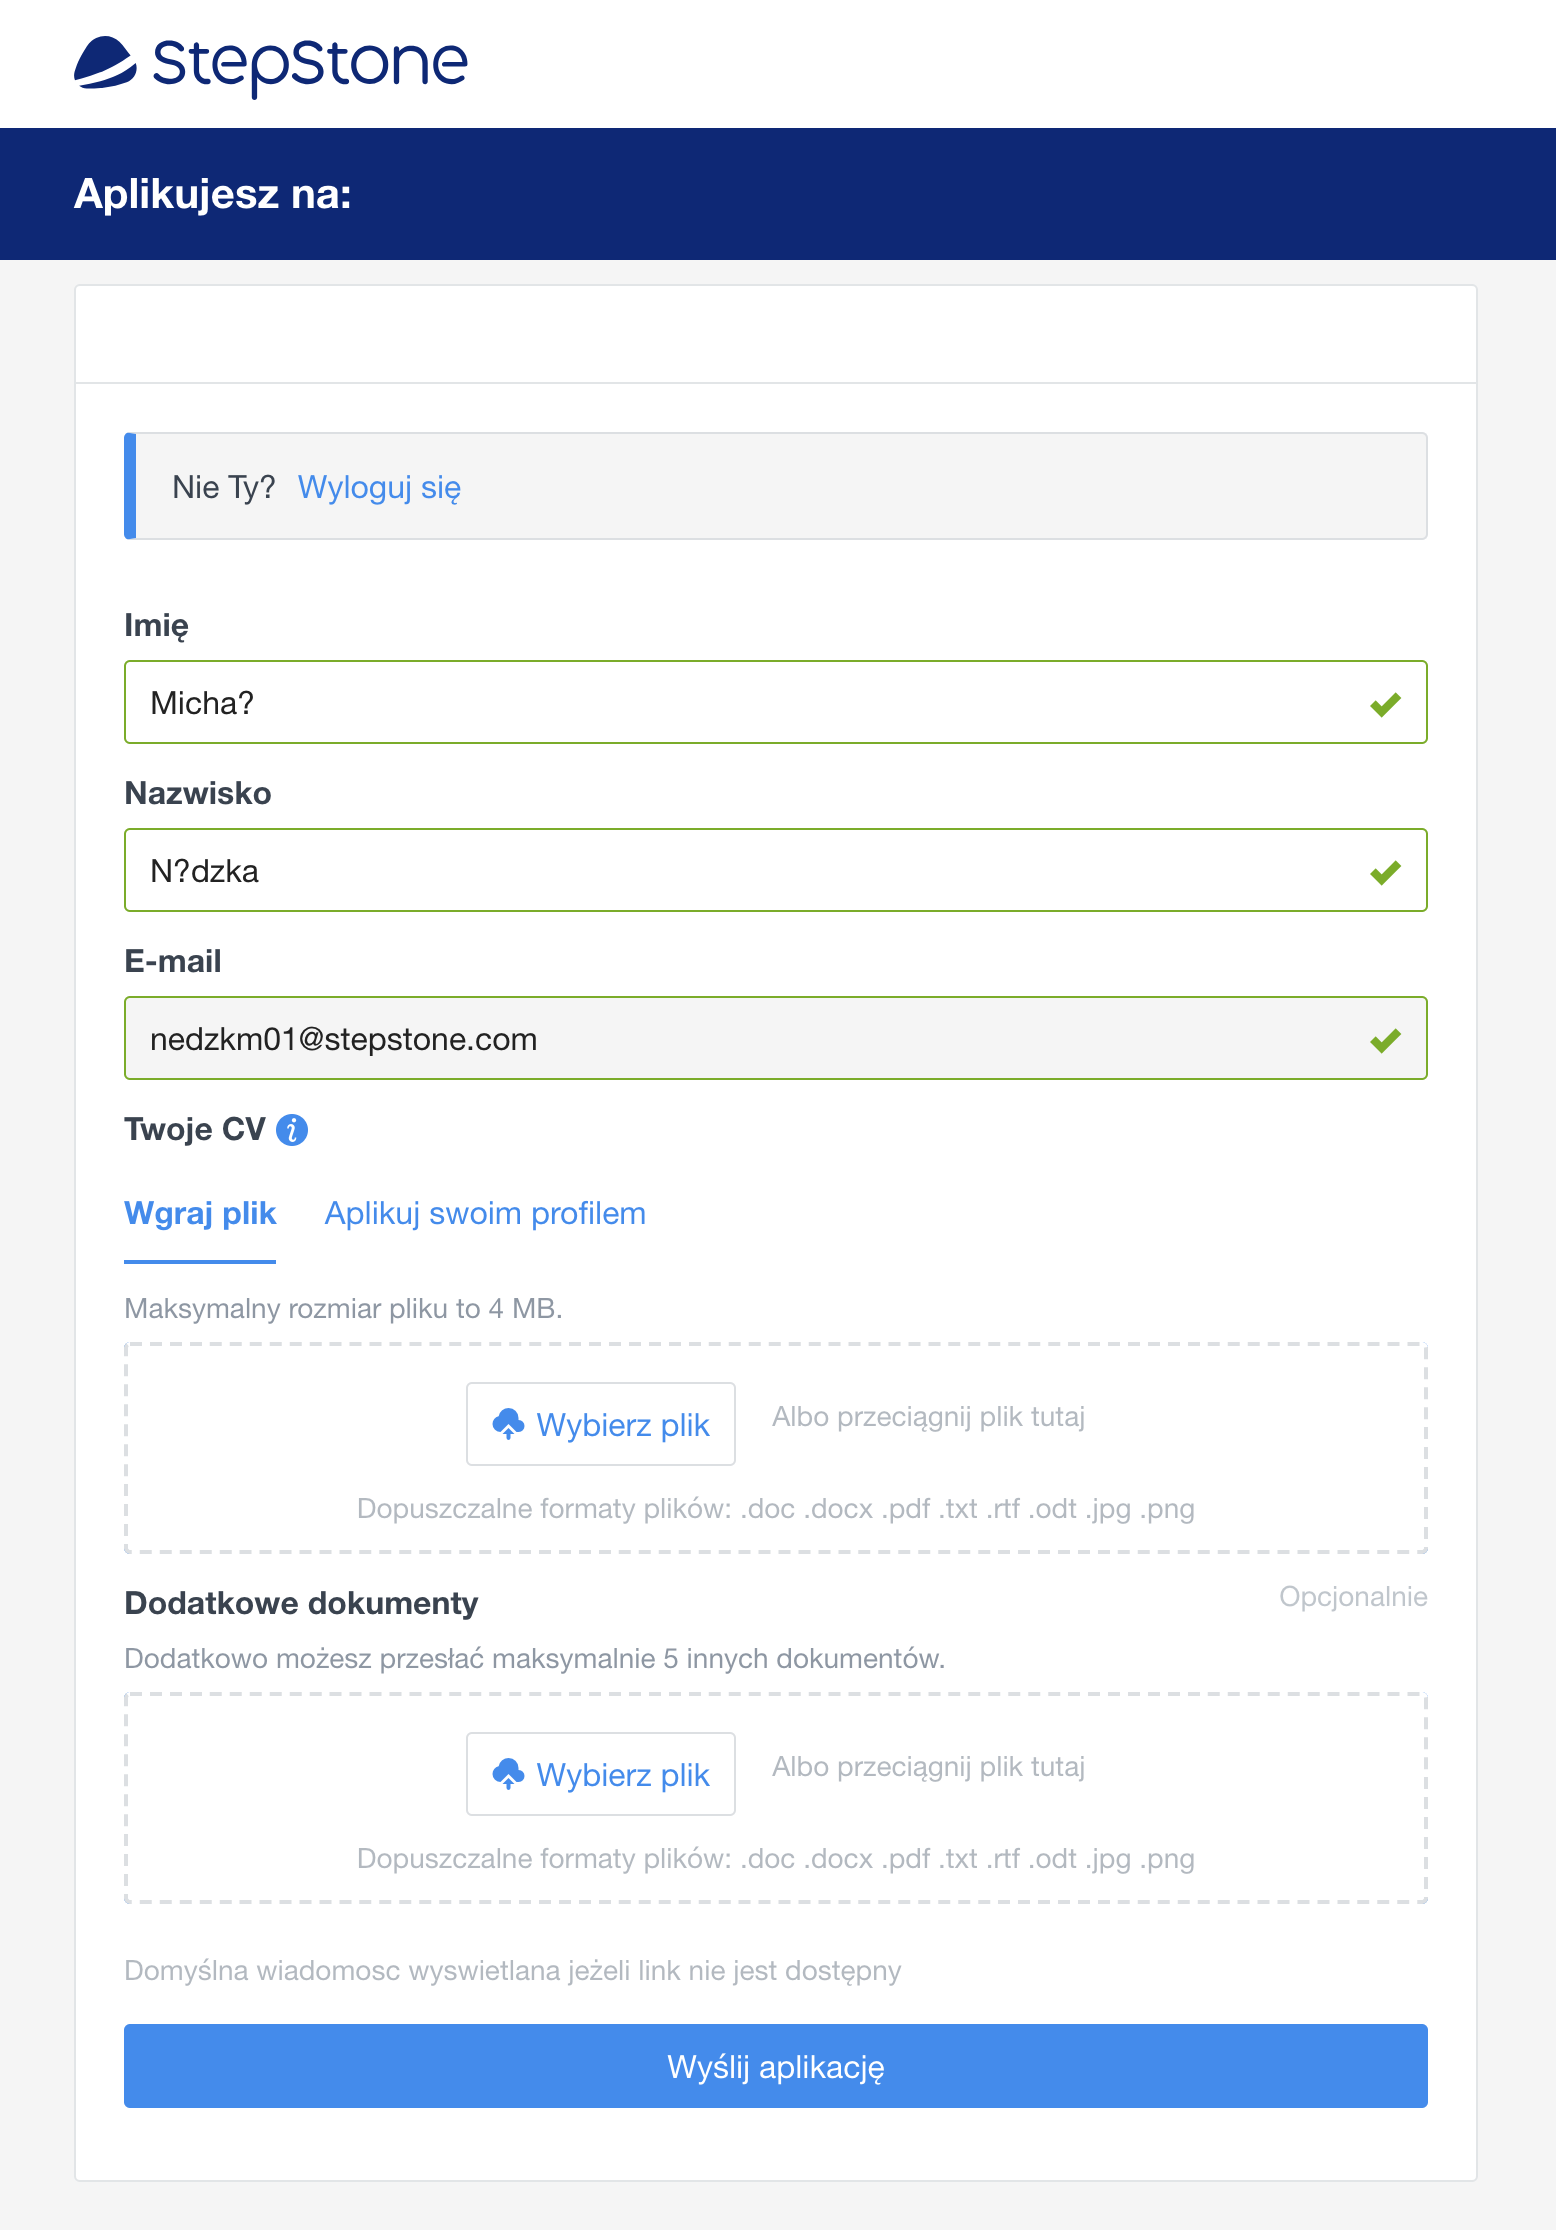 StepStone
Aplikujesz na:
Nie Ty? Wyloguj się
Imię
Micha?
Nazwisko
N?dzka
E-mail
nedzkm01@stepstone.com
Twoje CV i
Wgraj plik Aplikuj swoim profilem
Maksymalny rozmiar pliku to 4 MB.
Wybierz plik Albo przeciągnij plik tutaj
Dopuszczalne formaty plików: .doc .docx .pdf .txt .rtf .odt .jpg .png
Dodatkowe dokumenty Opcjonalnie
Dodatkowo możesz przesłać maksymalnie 5 innych dokumentów.
Wybierz plik Albo przeciągnij plik tutaj
Dopuszczalne formaty plików: .doc .docx .pdf .txt .rtf .odt .jpg .png
Domyślna wiadomosc wyswietlana jeżeli link nie jest dostępny
Wyślij aplikację